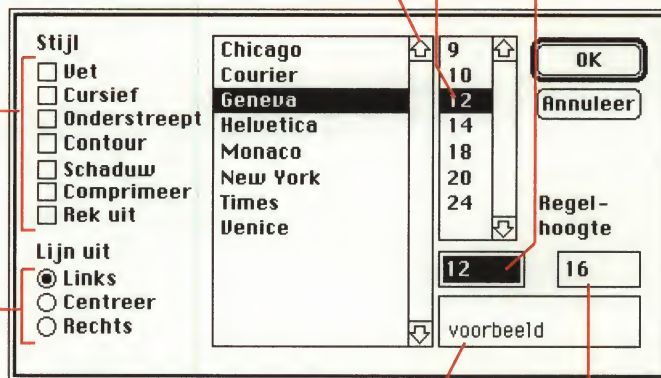 Stijl
Vet
Cursief
Onderstreept
Contour
Schaduw
Comprimeer
Rek uit
Lijn uit
Links
Centreer
Rechts
Chicago
Courier
Geneva
Helvetica
Monaco
New York
Times
Venice
9
10
12
14
18
20
24
12
voorbeeld
OK
Annuleer
Regel-
hoogte
16